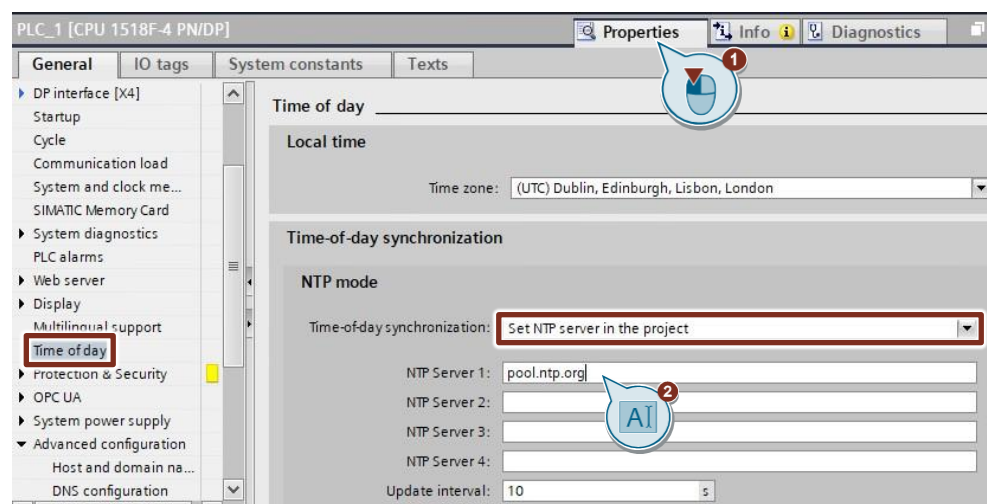 PLC_1 [CPU 1518F-4 PN/DP]
Properties
Info
Diagnostics
General
IO tags
System constants
Texts
1
DP interface [X4]
Startup
Cycle
Communication load
System and clock me...
SIMATIC Memory Card
System diagnostics
PLC alarms
Web server
Display
Multilingual support
Time of day
Protection & Security
OPC UA
System power supply
Advanced configuration
Host and domain na...
DNS configuration
Time of day
Local time
Time zone: (UTC) Dublin, Edinburgh, Lisbon, London
Time-of-day synchronization
NTP mode
Time-of-day synchronization: Set NTP server in the project
NTP Server 1: pool.ntp.org
2
AI
NTP Server 2:
NTP Server 3:
NTP Server 4:
Update interval: 10 s